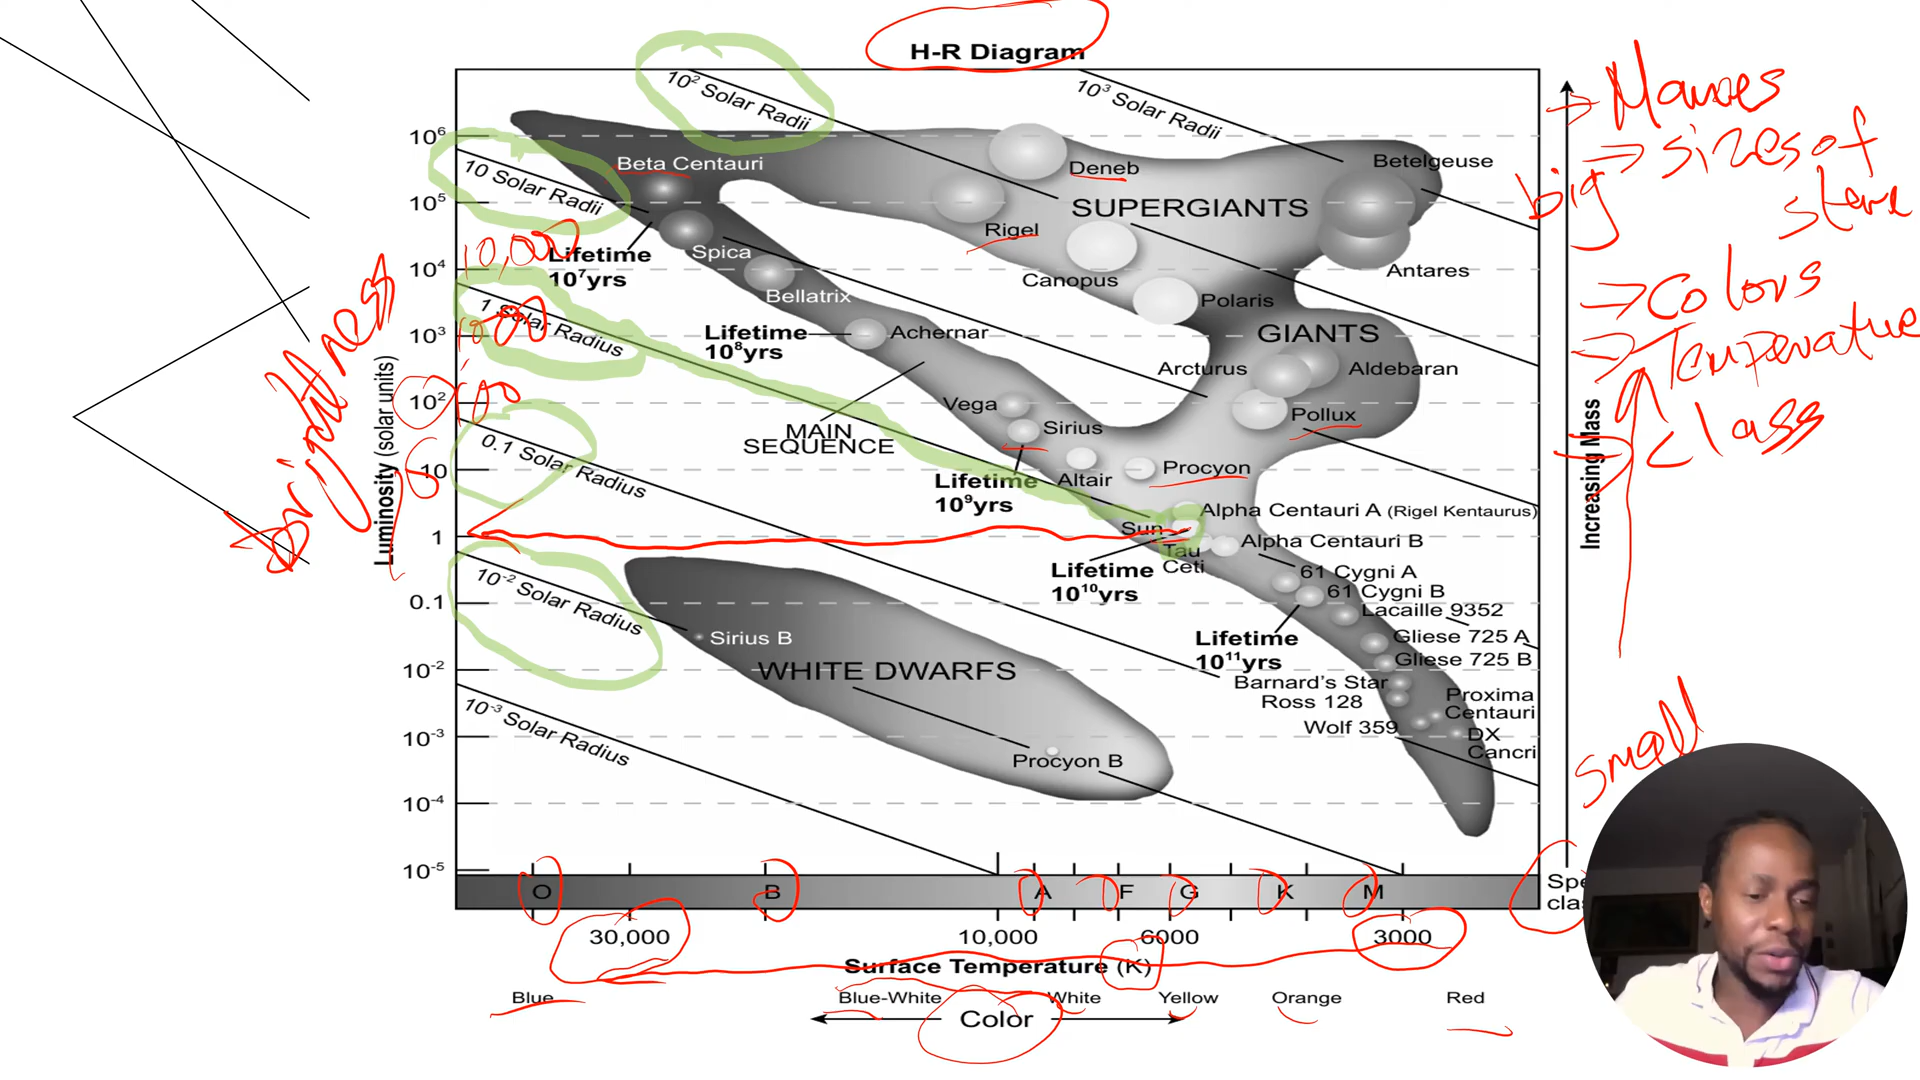 H-R Diagram
10² Solar Radii
10³ Solar Radii
10 Solar Radii
1 Solar Radius
0.1 Solar Radius
10⁻² Solar Radius
10⁻³ Solar Radius
10⁶
10⁵
10⁴
10³
10²
10
1
0.1
10⁻²
10⁻³
10⁻⁴
10⁻⁵
Luminosity (solar units)
brightness
10,000
1000
100
Beta Centauri
Spica
Bellatrix
Achernar
Lifetime
10⁷yrs
Lifetime
10⁸yrs
MAIN
SEQUENCE
Deneb
Rigel
SUPERGIANTS
Canopus
Polaris
Betelgeuse
Antares
GIANTS
Arcturus
Aldebaran
Pollux
Vega
Sirius
Altair
Procyon
Lifetime
10⁹yrs
Alpha Centauri A (Rigel Kentaurus)
Sun
Alpha Centauri B
Tau
Ceti
Lifetime
10¹⁰yrs
61 Cygni A
61 Cygni B
Lacaille 9352
Lifetime
10¹¹yrs
Gliese 725 A
Gliese 725 B
Barnard's Star
Ross 128
Proxima
Centauri
Wolf 359
DX
Cancri
Sirius B
WHITE DWARFS
Procyon B
Increasing Mass
big
sizes of
Colors
Temperature
class
small
O B A F G K M
Spe
clas
30,000 10,000 6000 3000
Surface Temperature (K)
Blue Blue-White White Yellow Orange Red
Color